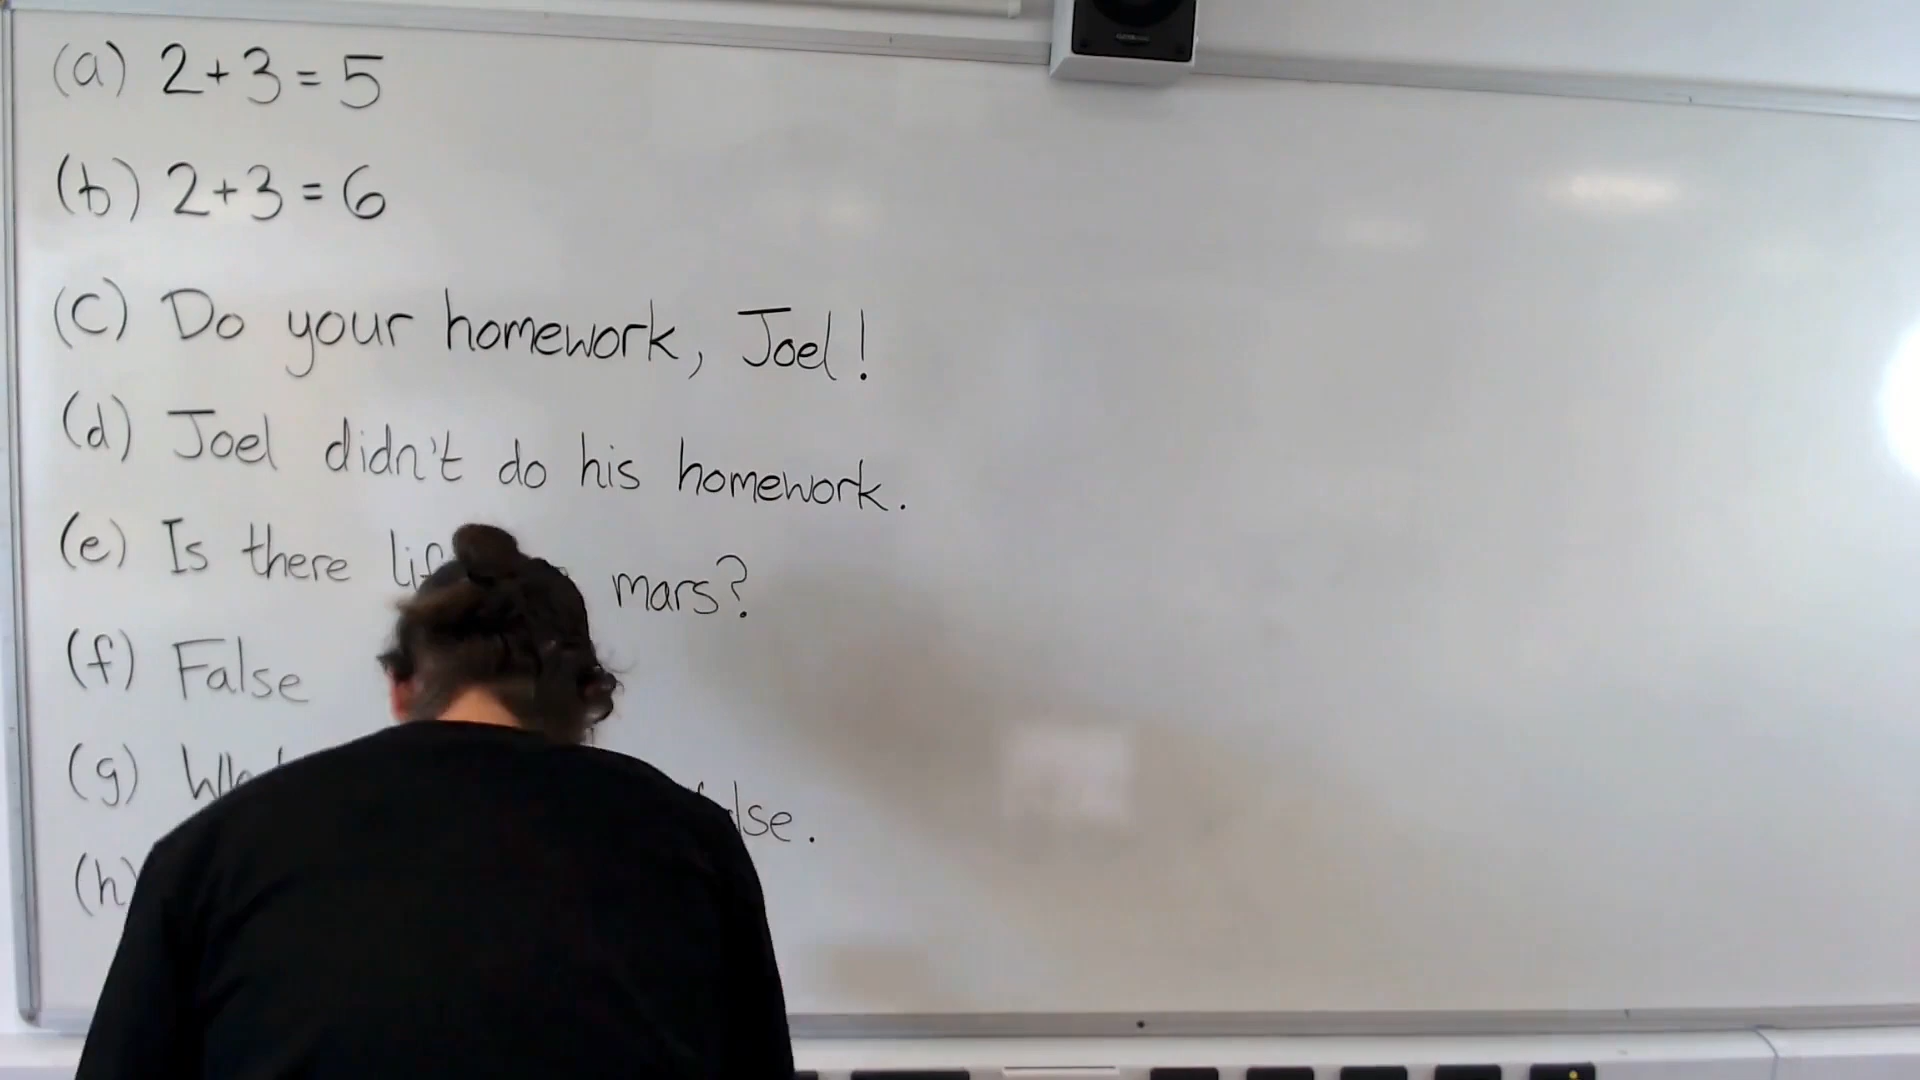 (a) 2+3=5
(b) 2+3=6
(c) Do your homework, Joel!
(d) Joel didn't do his homework.
(e) Is there mars?
(f) False
(g)
(h)